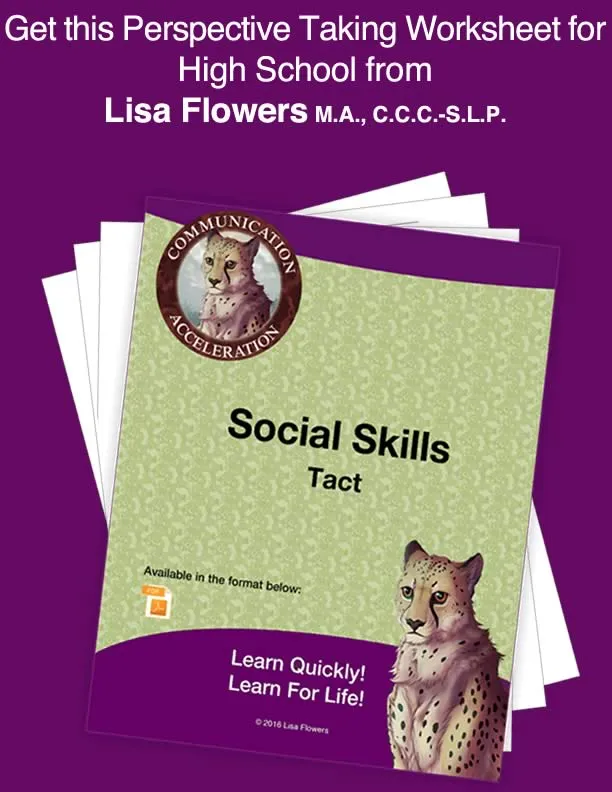 Get this Perspective Taking Worksheet for
High School from
Lisa Flowers M.A., C.C.C.-S.L.P.
COMMUNICATION
ACCELERATION
Social Skills
Tact
Available in the format below:
PDF
Learn Quickly!
Learn For Life!
© 2016 Lisa Flowers